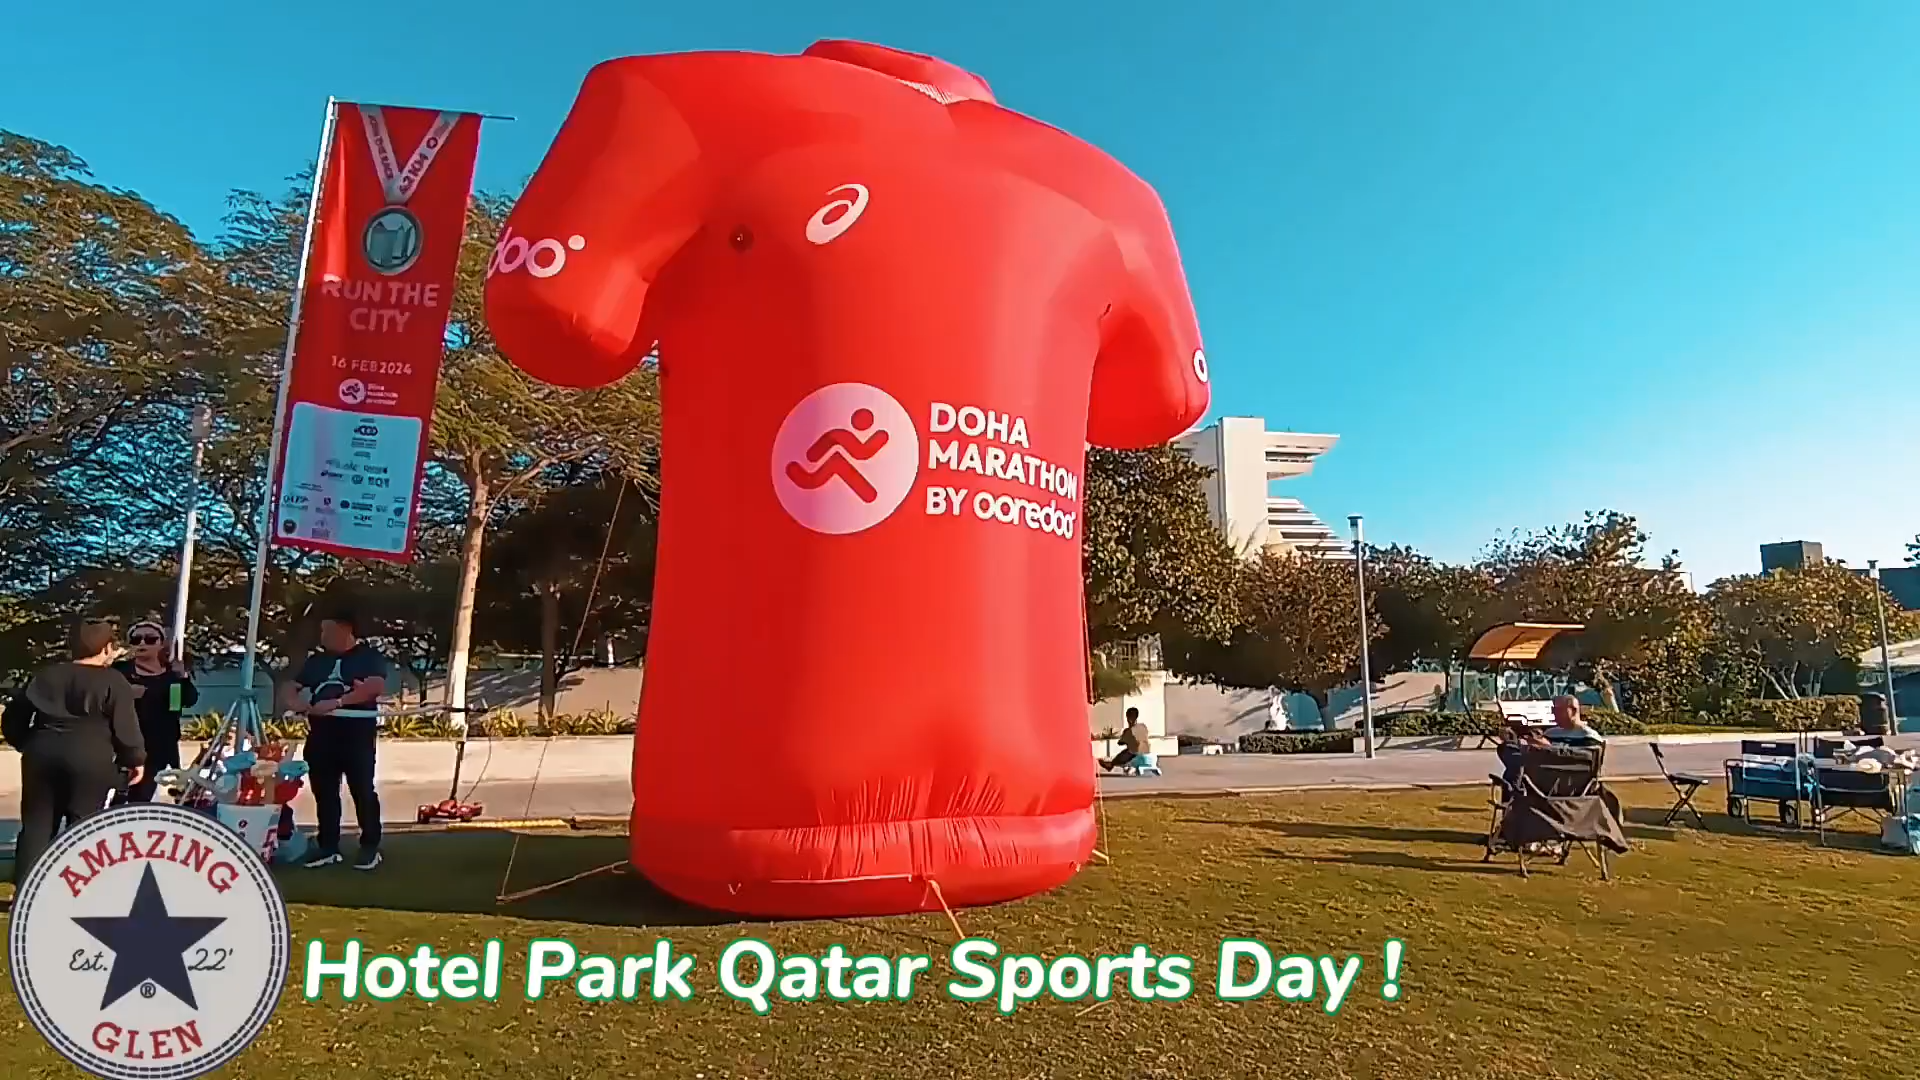 RUN THE
CITY
16 FEB 2024
DOHA
MARATHON
BY ooredoo
AMAZING
Est. 22'
®
GLEN
Hotel Park Qatar Sports Day !